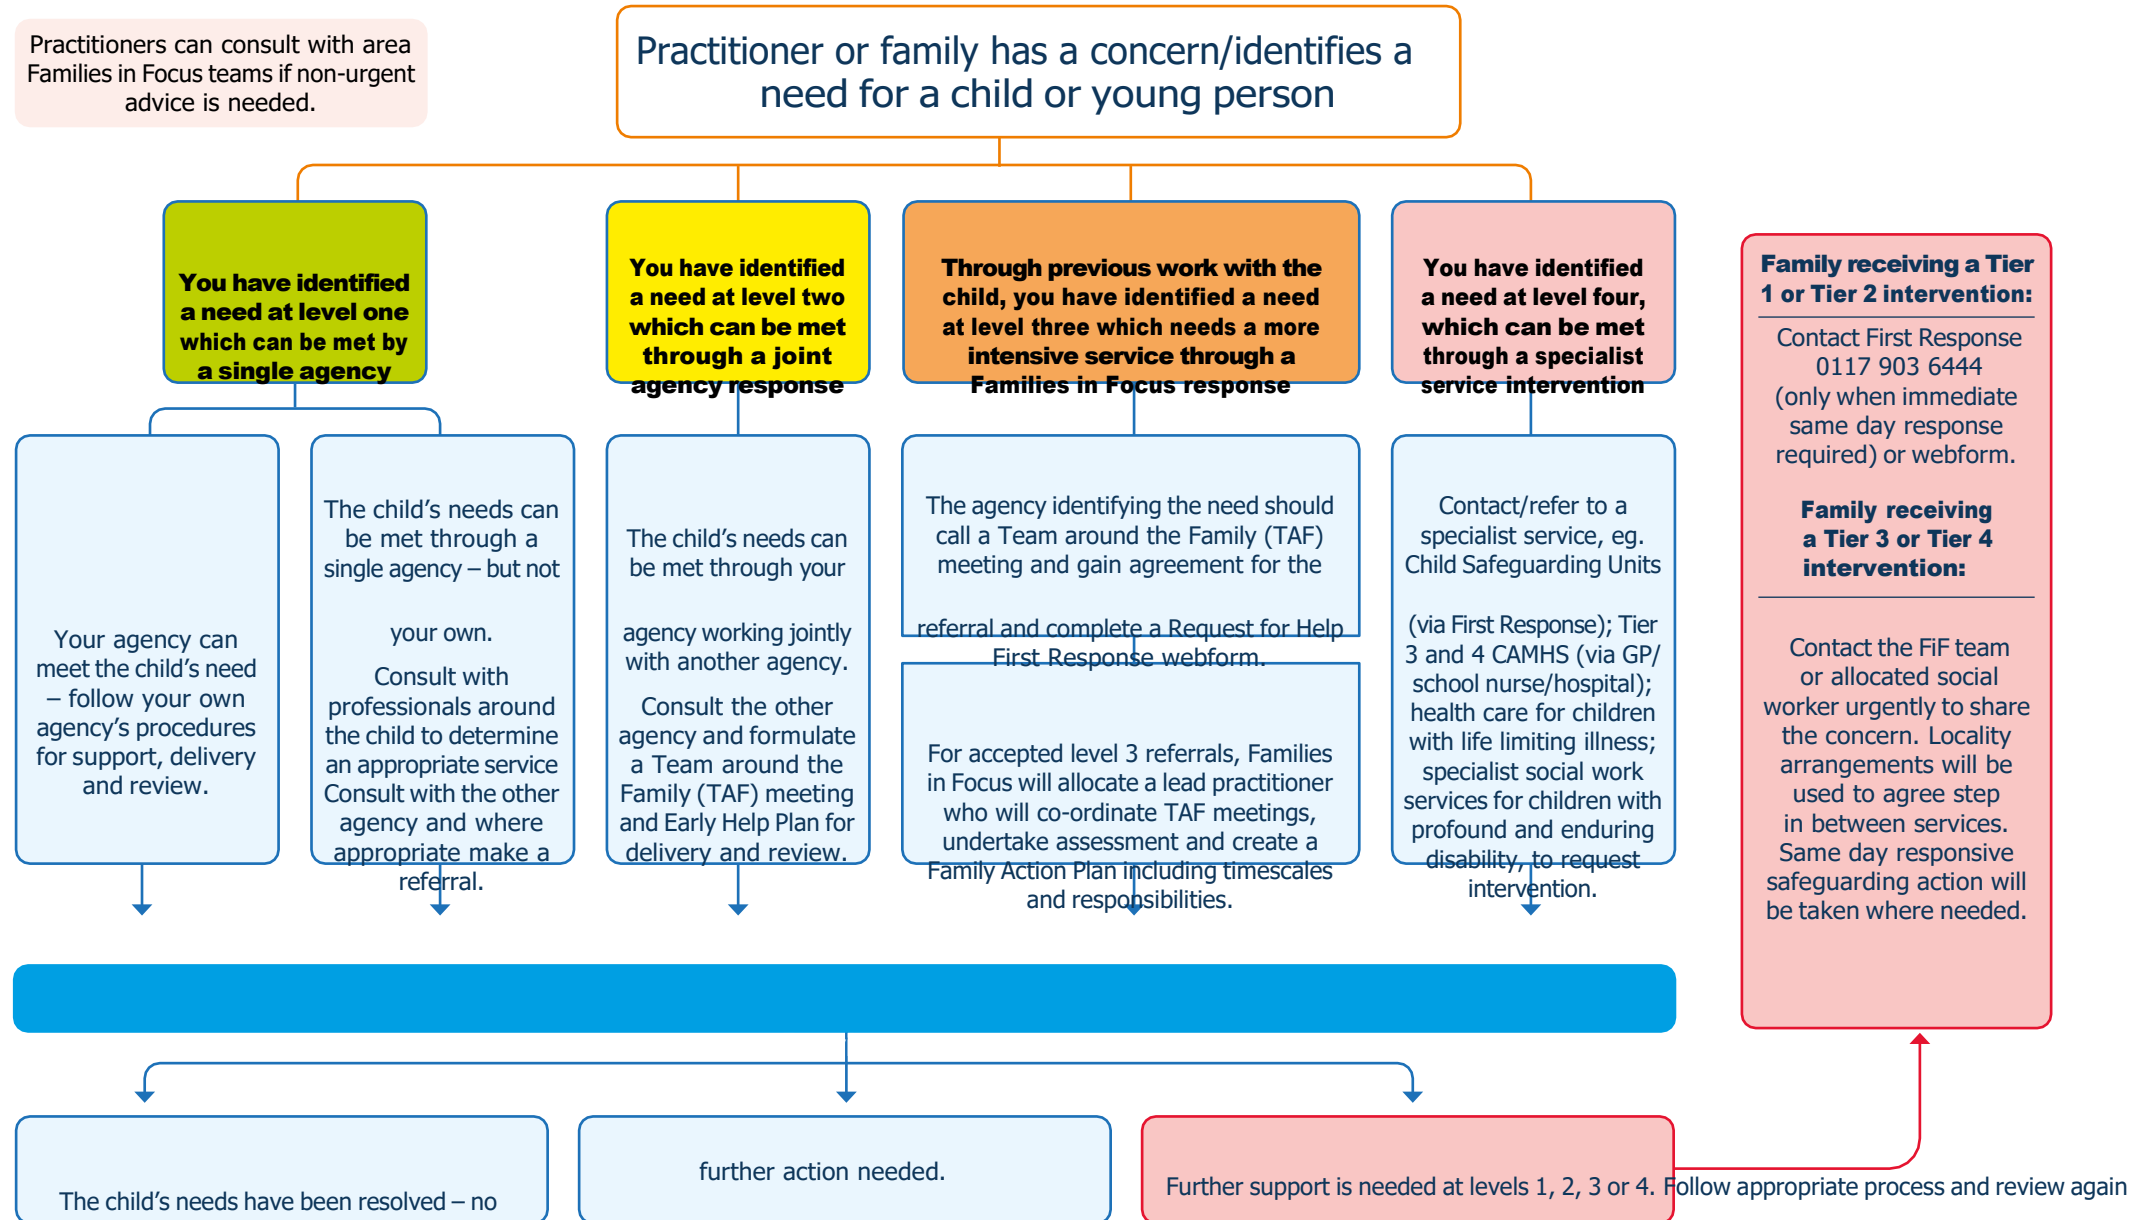 Practitioners can consult with area
Families in Focus teams if non-urgent
advice is needed.
Practitioner or family has a concern/identifies a
need for a child or young person
You have identified
a need at level one
which can be met by
a single agency
You have identified
a need at level two
which can be met
through a joint
agency response
Through previous work with the
child, you have identified a need
at level three which needs a more
intensive service through a
Families in Focus response
You have identified
a need at level four,
which can be met
through a specialist
service intervention
Family receiving a Tier
1 or Tier 2 intervention:
Contact First Response
0117 903 6444
(only when immediate
same day response
required) or webform.
Family receiving
a Tier 3 or Tier 4
intervention:
Contact the FiF team
or allocated social
worker urgently to share
the concern. Locality
arrangements will be
used to agree step
in between services.
Same day responsive
safeguarding action will
be taken where needed.
Your agency can
meet the child’s need
– follow your own
agency’s procedures
for support, delivery
and review.
The child’s needs can
be met through a
single agency – but not
your own.
Consult with
professionals around
the child to determine
an appropriate service
Consult with the other
agency and where
appropriate make a
referral.
The child’s needs can
be met through your
agency working jointly
with another agency.
Consult the other
agency and formulate
a Team around the
Family (TAF) meeting
and Early Help Plan for
delivery and review.
The agency identifying the need should
call a Team around the Family (TAF)
meeting and gain agreement for the
referral and complete a Request for Help
First Response webform.
For accepted level 3 referrals, Families
in Focus will allocate a lead practitioner
who will co-ordinate TAF meetings,
undertake assessment and create a
Family Action Plan including timescales
and responsibilities.
Contact/refer to a
specialist service, eg.
Child Safeguarding Units
(via First Response); Tier
3 and 4 CAMHS (via GP/
school nurse/hospital);
health care for children
with life limiting illness;
specialist social work
services for children with
profound and enduring
disability, to request
intervention.
The child’s needs have been resolved – no
further action needed.
Further support is needed at levels 1, 2, 3 or 4. Follow appropriate process and review again